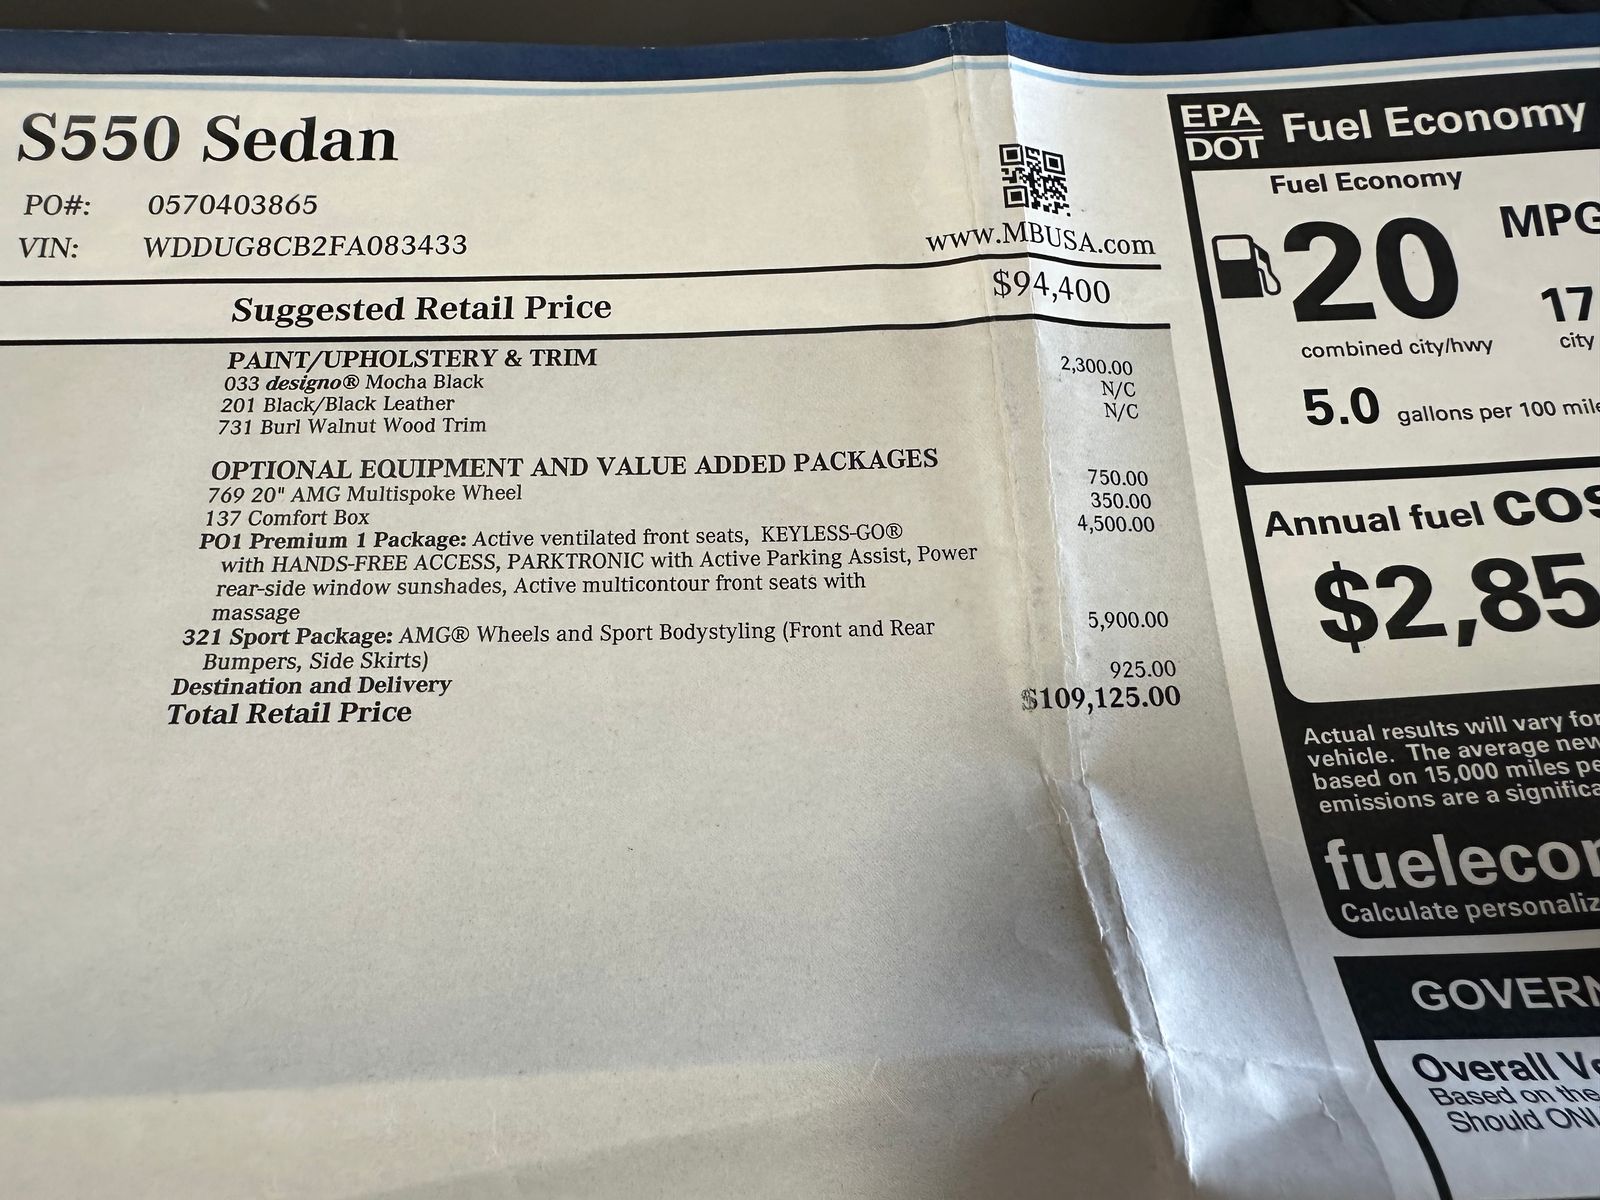 S550 Sedan
PO#: 0570403865
VIN: WDDUG8CB2FA083433
www.MBUSA.com
Suggested Retail Price $94,400
PAINT/UPHOLSTERY & TRIM
033 designo® Mocha Black 2,300.00
201 Black/Black Leather N/C
731 Burl Walnut Wood Trim N/C
OPTIONAL EQUIPMENT AND VALUE ADDED PACKAGES
769 20" AMG Multispoke Wheel 750.00
137 Comfort Box 350.00
PO1 Premium 1 Package: Active ventilated front seats, KEYLESS-GO® 4,500.00
with HANDS-FREE ACCESS, PARKTRONIC with Active Parking Assist, Power
rear-side window sunshades, Active multicontour front seats with
massage
321 Sport Package: AMG® Wheels and Sport Bodystyling (Front and Rear 5,900.00
Bumpers, Side Skirts)
Destination and Delivery 925.00
Total Retail Price $109,125.00
EPA
DOT
Fuel Economy
Fuel Economy
20 MPG
combined city/hwy
17
city
5.0 gallons per 100 mile
Annual fuel COS
$2,85
Actual results will vary for
vehicle. The average new
based on 15,000 miles pe
emissions are a significa
fuelecon
Calculate personaliz
GOVERN
Overall Ve
Based on the
Should ONL